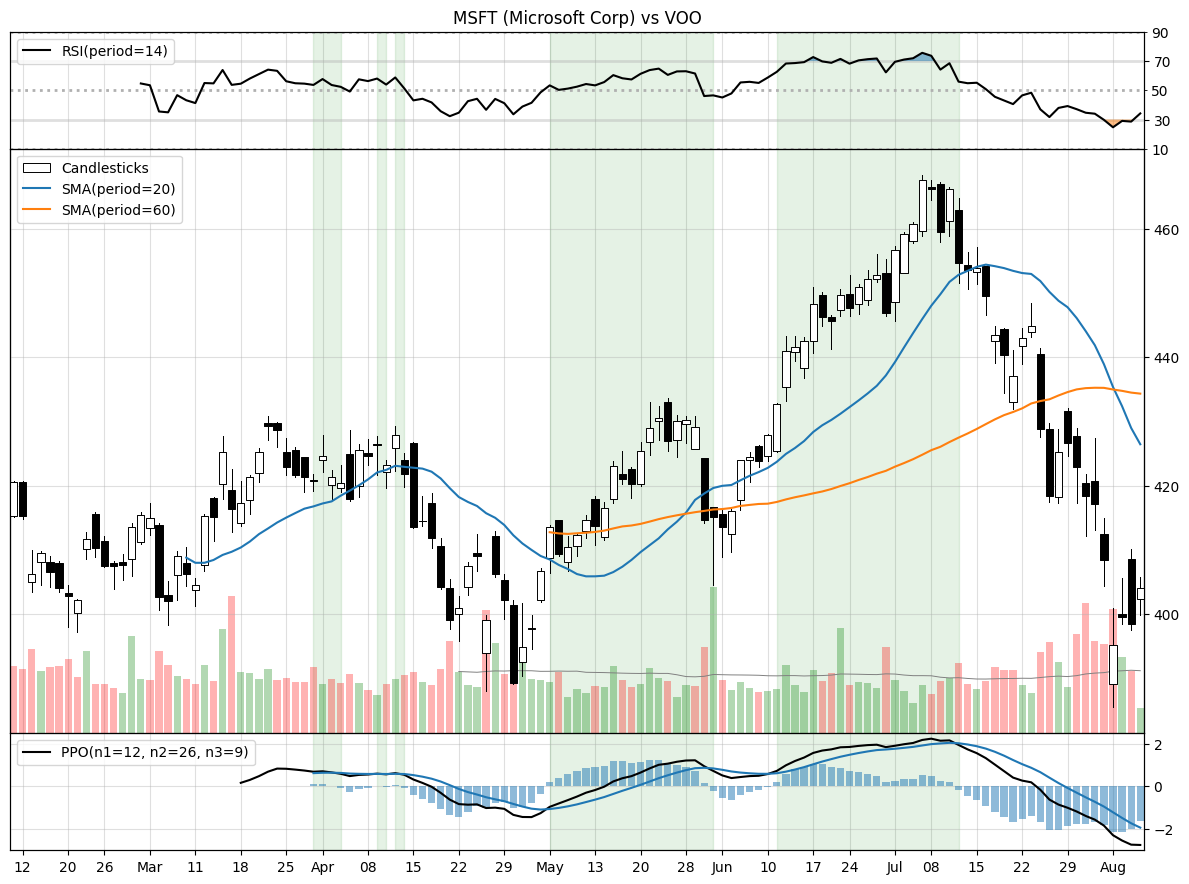 MSFT (Microsoft Corp) vs VOO
RSI(period=14)
90
70
50
30
10
Candlesticks
SMA(period=20)
SMA(period=60)
460
440
420
400
PPO(n1=12, n2=26, n3=9)
2
0
−2
12 20 26 Mar 11 18 25 Apr 08 15 22 29 May 13 20 28 Jun 10 17 24 Jul 08 15 22 29 Aug